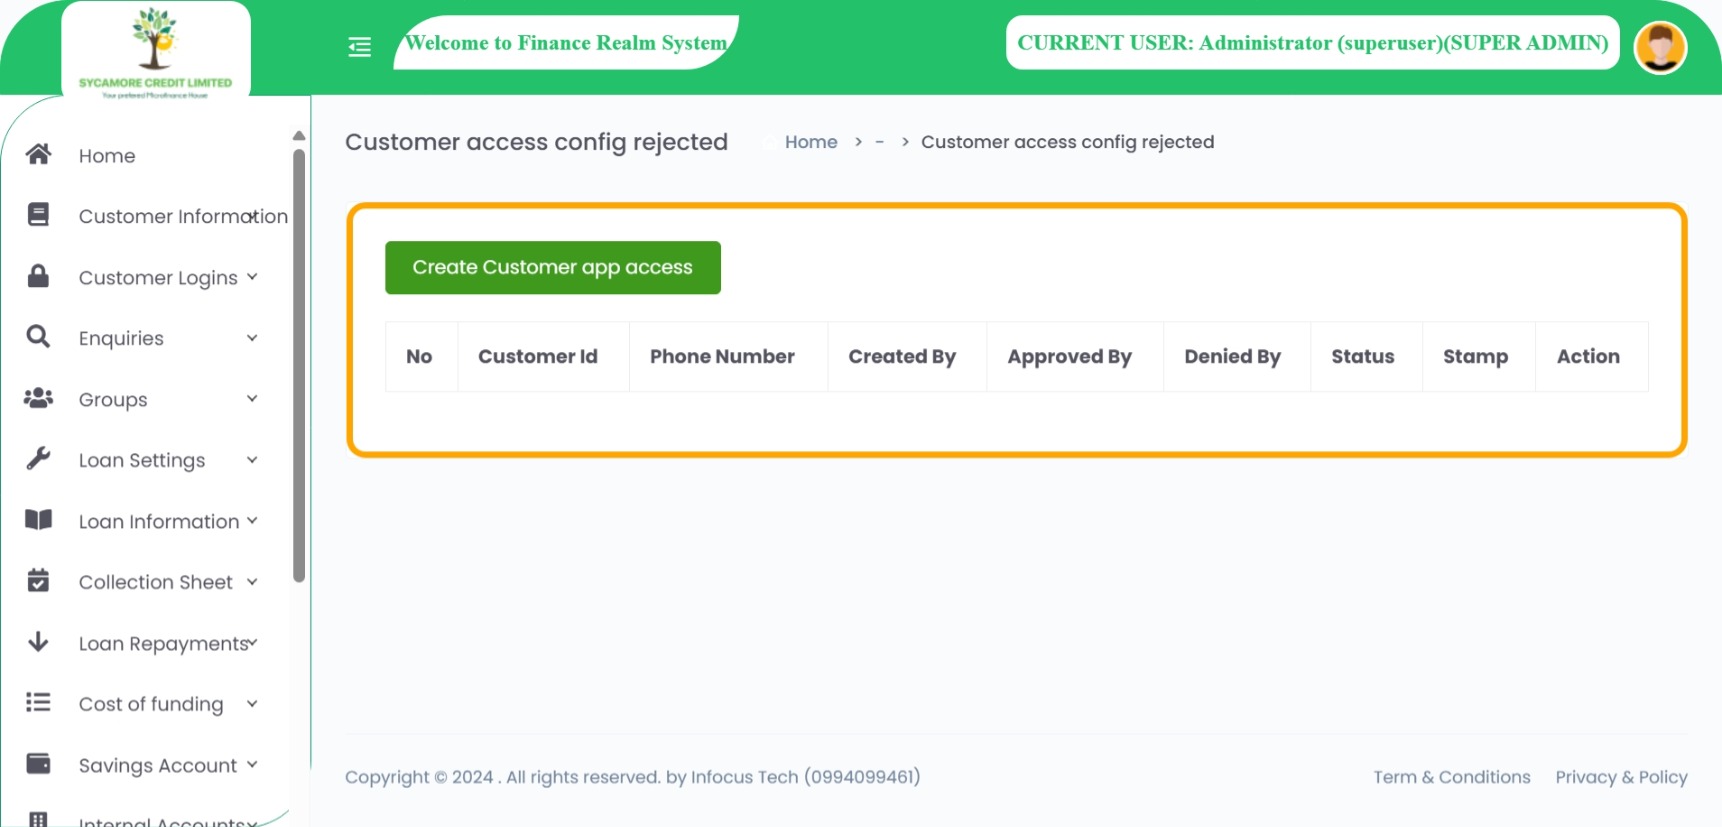 SYCAMORE CREDIT LIMITED
Your prefered Microfinance House
Welcome to Finance Realm System
CURRENT USER: Administrator (superuser)(SUPER ADMIN)
Home
Customer Information
Customer Logins
Enquiries
Groups
Loan Settings
Loan Information
Collection Sheet
Loan Repayments
Cost of funding
Savings Account
Internal Accounts
Customer access config rejected
Home > - > Customer access config rejected
Create Customer app access
No Customer Id Phone Number Created By Approved By Denied By Status Stamp Action
Copyright © 2024 . All rights reserved. by Infocus Tech (0994099461)
Term & Conditions Privacy & Policy